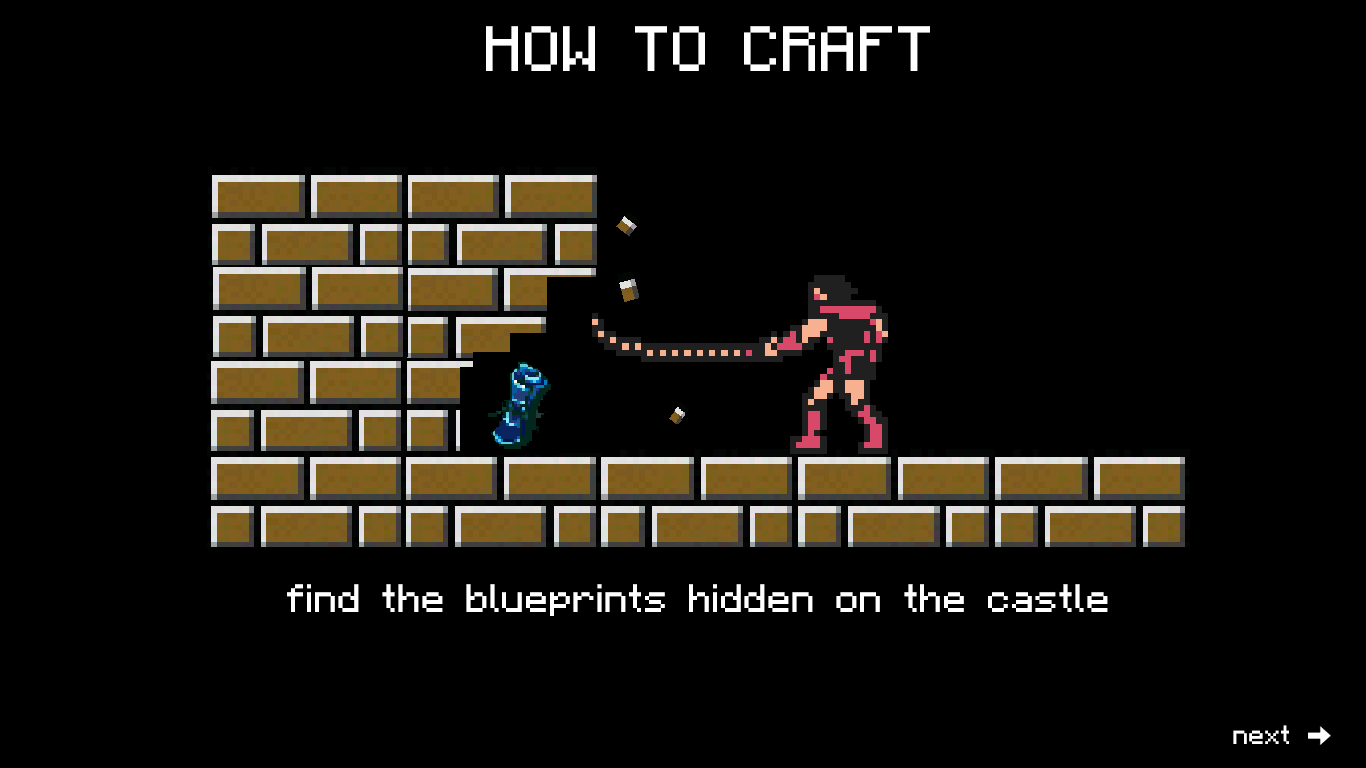 HOW TO CRAFT
find the blueprints hidden on the castle
next →